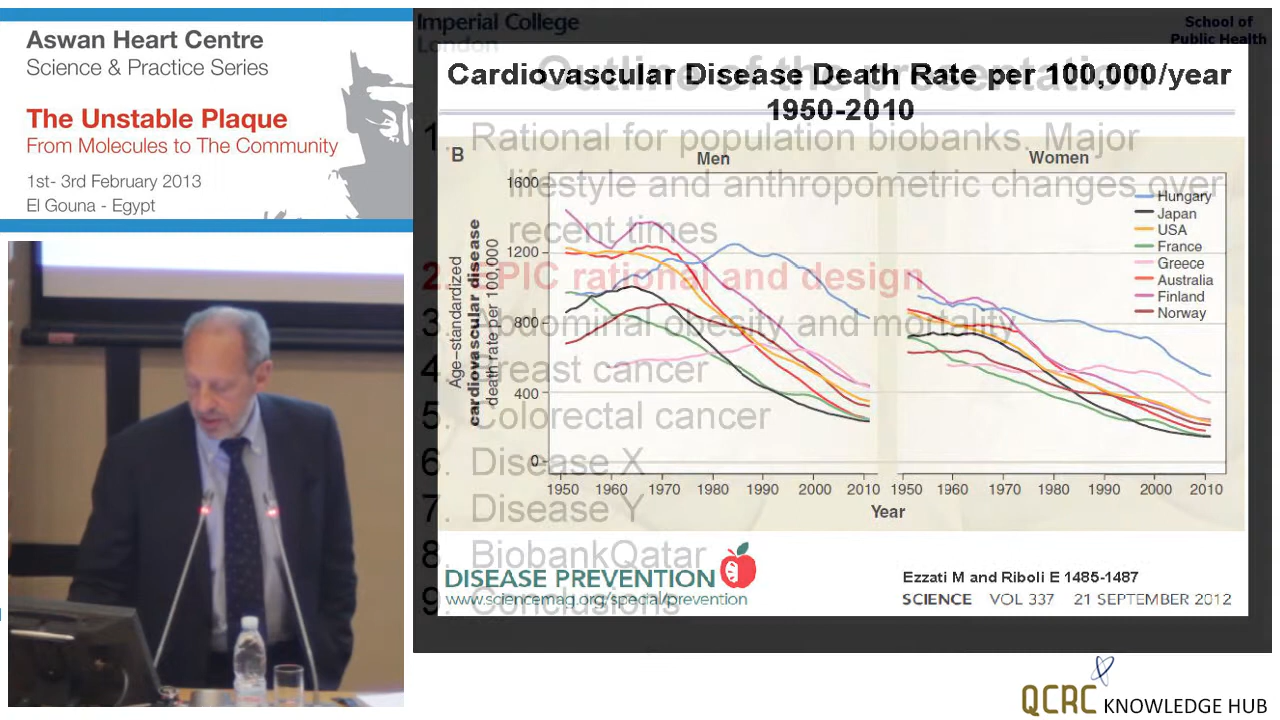 Aswan Heart Centre
Science & Practice Series
The Unstable Plaque
From Molecules to The Community
1st- 3rd February 2013
El Gouna - Egypt
Imperial College
London
School of
Public Health
Outline of the presentation
Cardiovascular Disease Death Rate per 100,000/year
1950-2010
1. Rational for population biobanks. Major
lifestyle and anthropometric changes over
recent times
2. EPIC rational and design
3. Abdominal obesity and mortality
4. Breast cancer
5. Colorectal cancer
6. Disease X
7. Disease Y
8. BiobankQatar
9. Conclusions
B
Men
Women
Age-standardized
cardiovascular disease
death rate per 100,000
1600
1200
800
400
0
Hungary
Japan
USA
France
Greece
Australia
Finland
Norway
1950 1960 1970 1980 1990 2000 2010 1950 1960 1970 1980 1990 2000 2010
Year
DISEASE PREVENTION
www.sciencemag.org/special/prevention
Ezzati M and Riboli E 1485-1487
SCIENCE VOL 337 21 SEPTEMBER 2012
QCRC KNOWLEDGE HUB